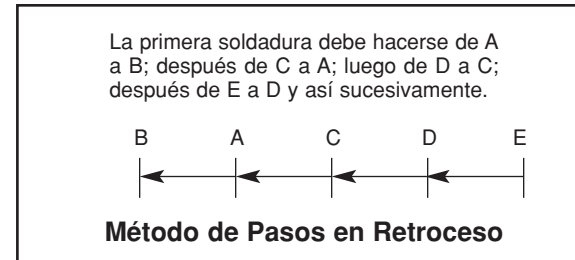 La primera soldadura debe hacerse de A
a B; después de C a A; luego de D a C;
después de E a D y así sucesivamente.
B A C D E
Método de Pasos en Retroceso